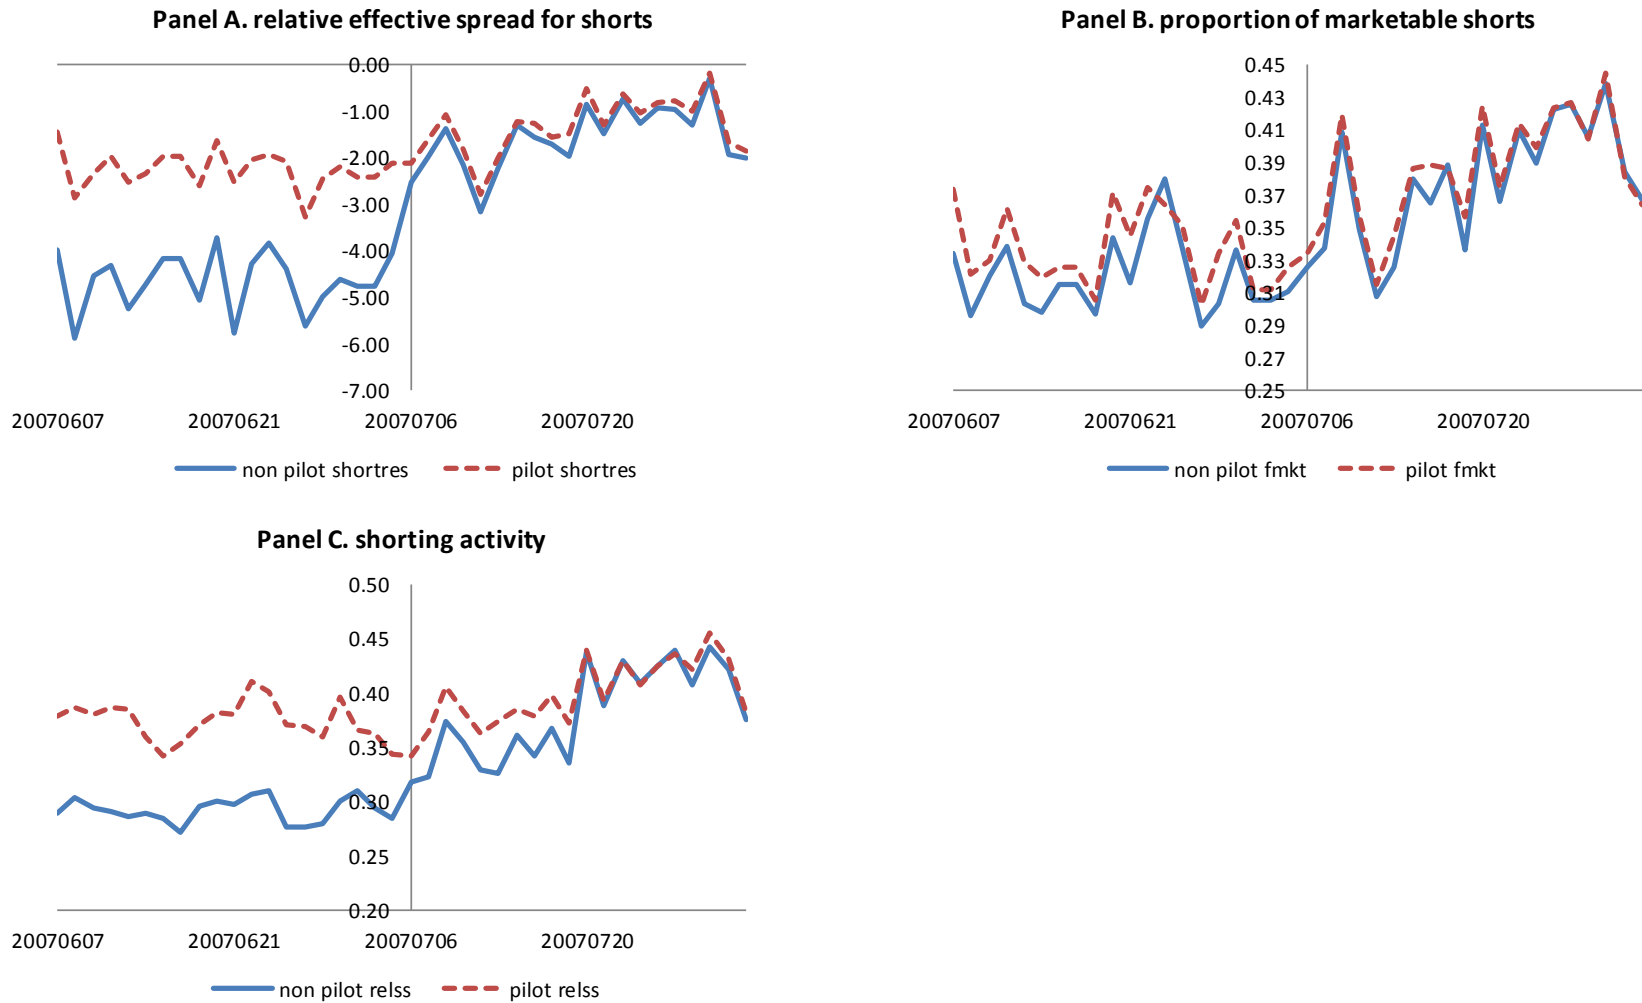 Panel A. relative effective spread for shorts
0.00
-1.00
-2.00
-3.00
-4.00
-5.00
-6.00
-7.00
20070607 20070621 20070706 20070720
non pilot shortres pilot shortres
Panel B. proportion of marketable shorts
0.45
0.43
0.41
0.39
0.37
0.35
0.33
0.31
0.29
0.27
0.25
20070607 20070621 20070706 20070720
non pilot fmkt pilot fmkt
Panel C. shorting activity
0.50
0.45
0.40
0.35
0.30
0.25
0.20
20070607 20070621 20070706 20070720
non pilot relss pilot relss